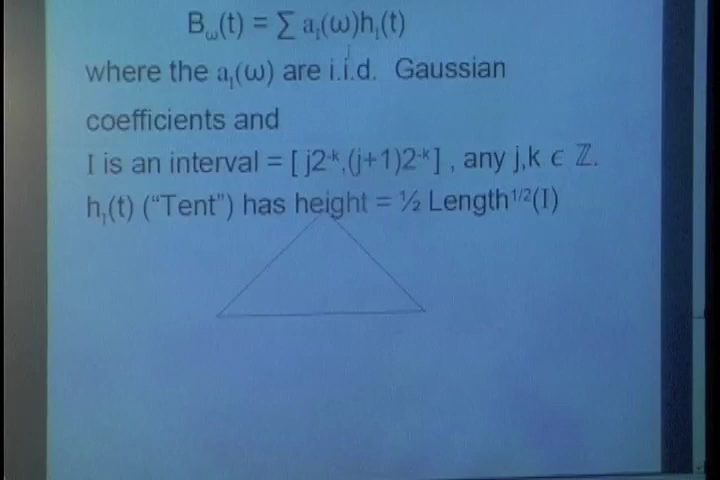 B_ω(t) = ∑ a_I(ω)h_I(t)
where the a_I(ω) are i.i.d. Gaussian
coefficients and
I is an interval = [ j2^-k,(j+1)2^-k] , any j,k ϵ ℤ.
h_I(t) (“Tent”) has height = ½ Length^1/2(I)